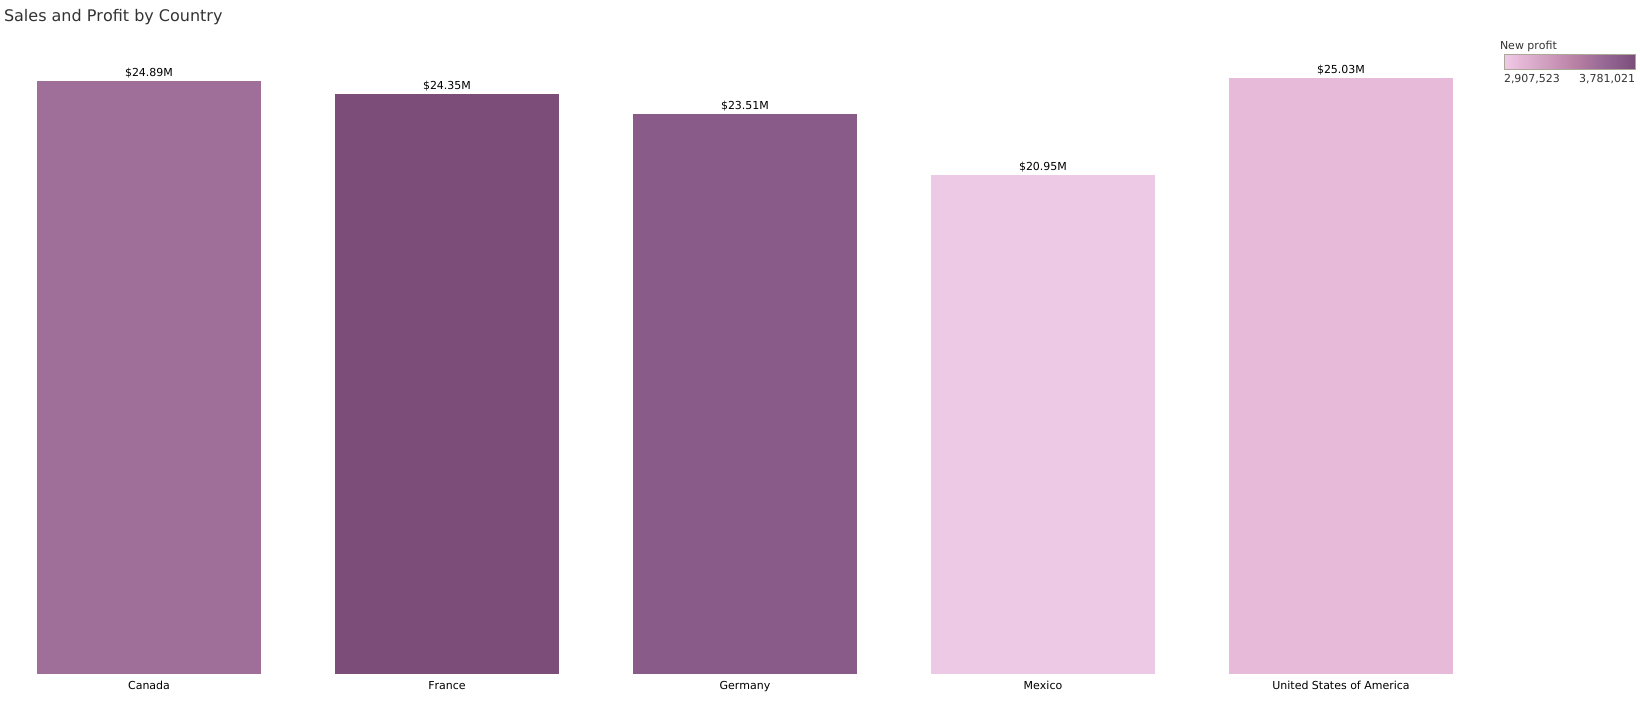 Sales and Profit by Country
New profit
2,907,523 3,781,021
$24.89M
$24.35M
$23.51M
$20.95M
$25.03M
Canada
France
Germany
Mexico
United States of America